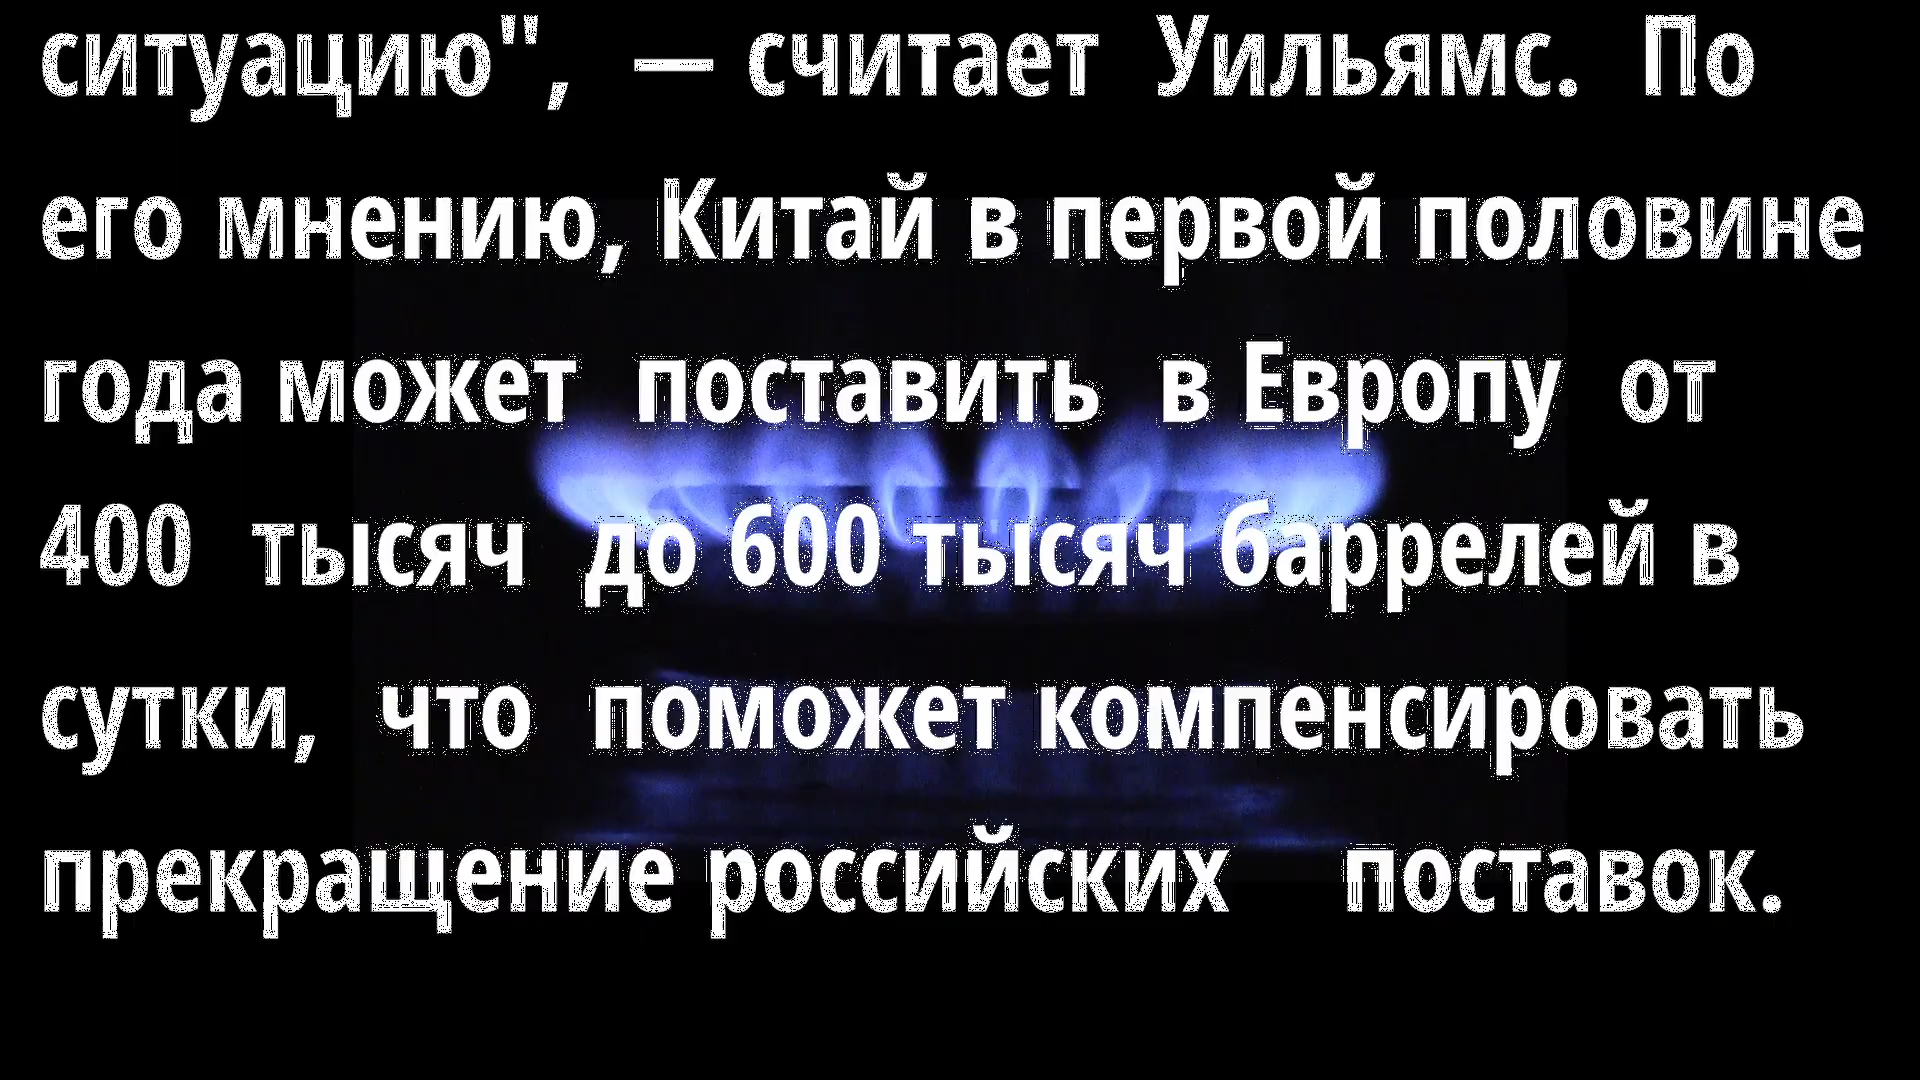 ситуацию", — считает Уильямс. По
его мнению, Китай в первой половине
года может поставить в Европу от
400 тысяч до 600 тысяч баррелей в
сутки, что поможет компенсировать
прекращение российских поставок.